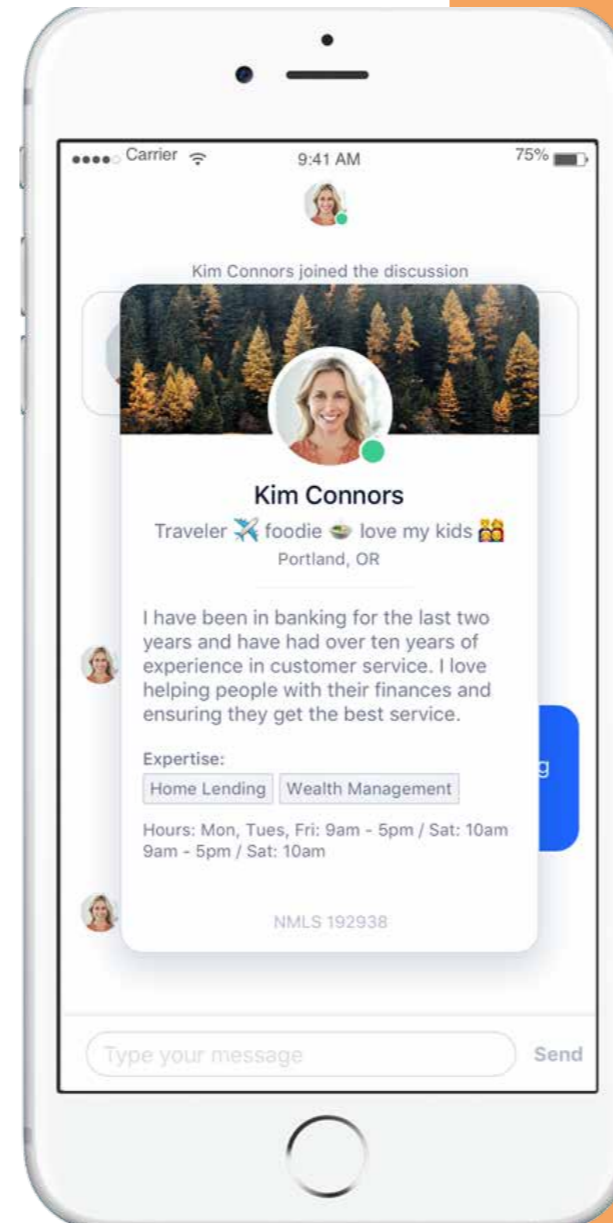 Carrier 9:41 AM 75%
Kim Connors joined the discussion
Kim Connors
Traveler ✈️ foodie 🍲 love my kids 👨‍👩‍👧‍👦
Portland, OR
I have been in banking for the last two
years and have had over ten years of
experience in customer service. I love
helping people with their finances and
ensuring they get the best service.
g
Expertise:
Home Lending Wealth Management
Hours: Mon, Tues, Fri: 9am - 5pm / Sat: 10am
9am - 5pm / Sat: 10am
NMLS 192938
Type your message Send